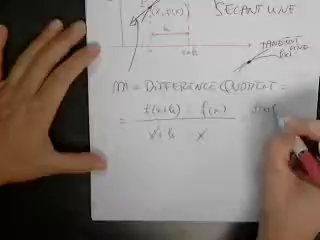 SECANT LINE
(x, f(x))
h
x+h
TANGENT
LINE
f(x)
m = DIFFERENCE QUOTIENT =
= f(x+h) - f(x)
x+h - x